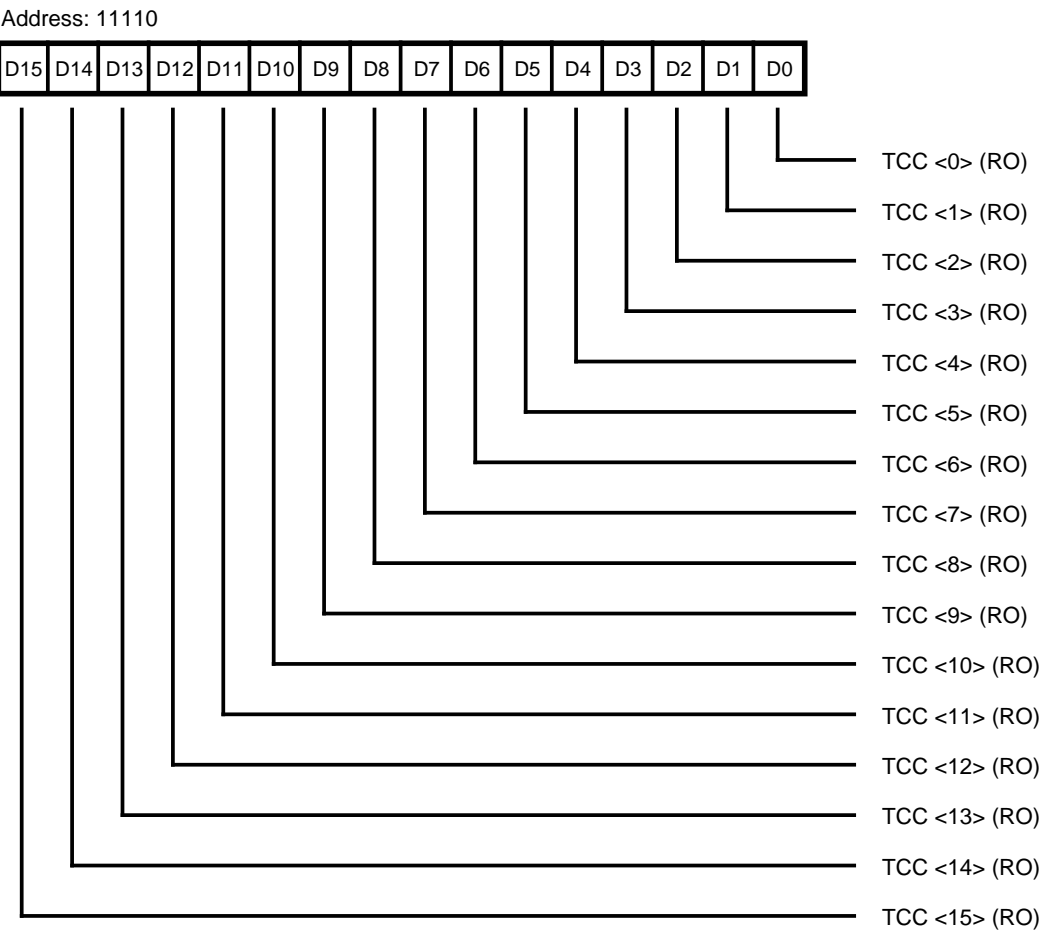 Address: 11110
D15 D14 D13 D12 D11 D10 D9 D8 D7 D6 D5 D4 D3 D2 D1 D0
TCC <0> (RO)
TCC <1> (RO)
TCC <2> (RO)
TCC <3> (RO)
TCC <4> (RO)
TCC <5> (RO)
TCC <6> (RO)
TCC <7> (RO)
TCC <8> (RO)
TCC <9> (RO)
TCC <10> (RO)
TCC <11> (RO)
TCC <12> (RO)
TCC <13> (RO)
TCC <14> (RO)
TCC <15> (RO)